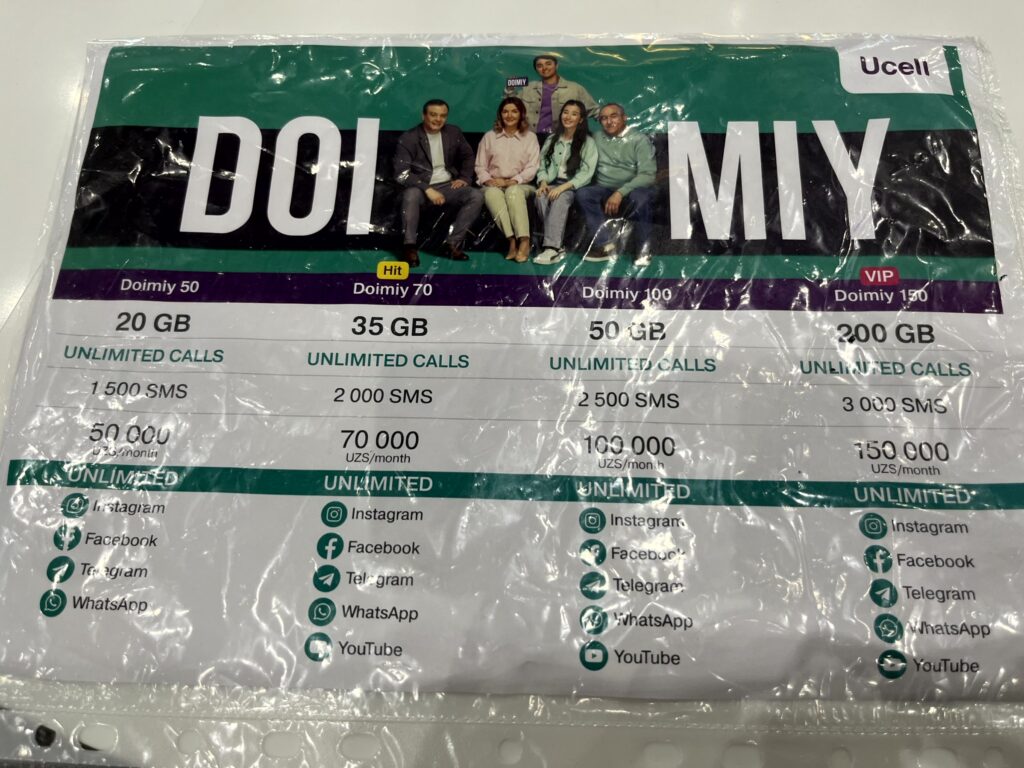 Ucell
DOIMIY
DOIMIY
Hit
VIP
Doimiy 50 Doimiy 70 Doimiy 100 Doimiy 150
20 GB 35 GB 50 GB 200 GB
UNLIMITED CALLS UNLIMITED CALLS UNLIMITED CALLS UNLIMITED CALLS
1 500 SMS 2 000 SMS 2 500 SMS 3 000 SMS
50 000 70 000 100 000 150 000
UZS/month UZS/month UZS/month UZS/month
UNLIMITED UNLIMITED UNLIMITED UNLIMITED
Instagram Instagram Instagram Instagram
Facebook Facebook Facebook Facebook
Telegram Telegram Telegram Telegram
WhatsApp WhatsApp WhatsApp WhatsApp
YouTube YouTube YouTube